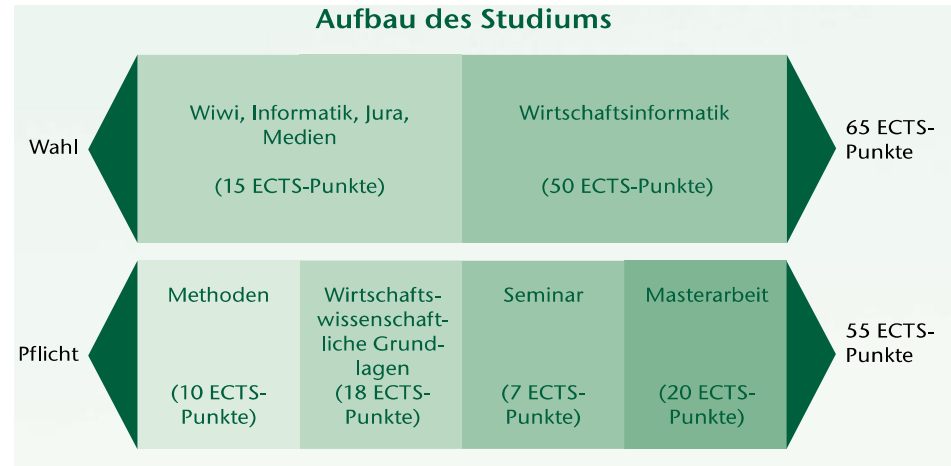 Aufbau des Studiums
Wahl
Wiwi, Informatik, Jura,
Medien
(15 ECTS-Punkte)
Wirtschaftsinformatik
(50 ECTS-Punkte)
65 ECTS-
Punkte
Pflicht
Methoden
(10 ECTS-
Punkte)
Wirtschafts-
wissenschaft-
liche Grund-
lagen
(18 ECTS-
Punkte)
Seminar
(7 ECTS-
Punkte)
Masterarbeit
(20 ECTS-
Punkte)
55 ECTS-
Punkte